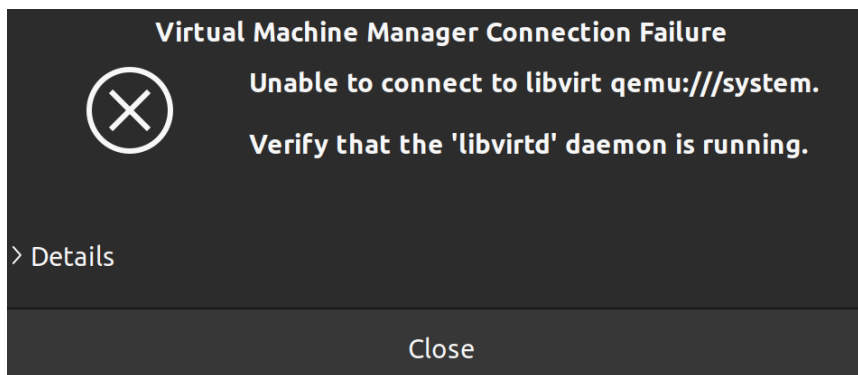 Virtual Machine Manager Connection Failure
Unable to connect to libvirt qemu:///system.
Verify that the 'libvirtd' daemon is running.
Details
Close